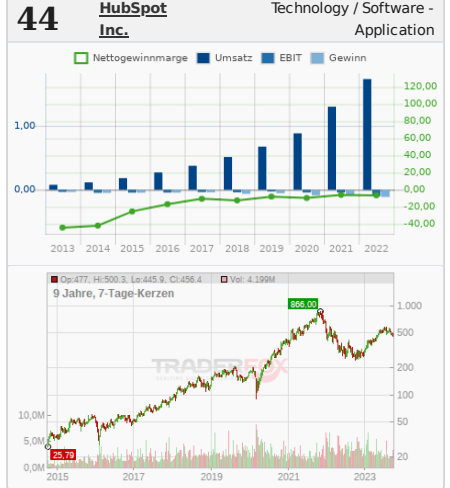 44
HubSpot
Inc.
Technology / Software -
Application
Nettogewinnmarge Umsatz EBIT Gewinn
120,00
100,00
80,00
60,00
40,00
20,00
0,00
-20,00
-40,00
1,00
0,00
2013 2014 2015 2016 2017 2018 2019 2020 2021 2022
Op:477, Hi:500.3, Lo:445.9, Cl:456.4 Vol: 4.199M
9 Jahre, 7-Tage-Kerzen
866,00
1.000
500
200
100
50
20
TRADERFOX
10,0M
5,0M
0,0M
25,79
2015 2017 2019 2021 2023